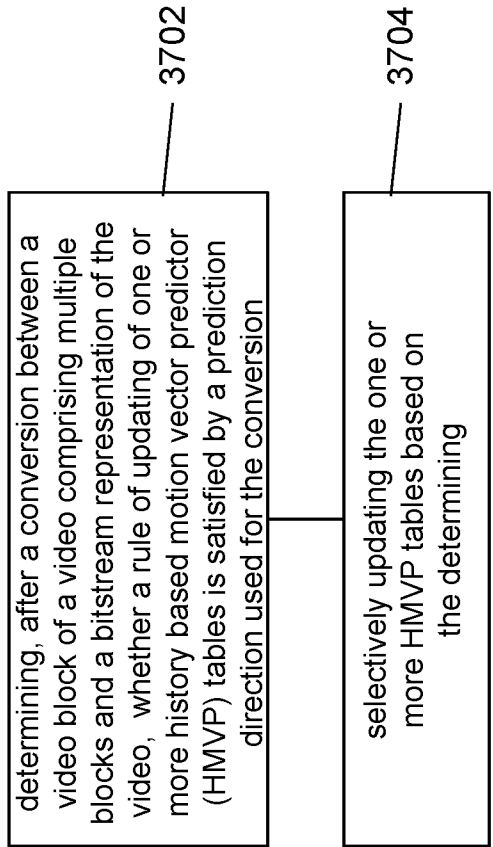 determining, after a conversion between a
video block of a video comprising multiple
blocks and a bitstream representation of the
video, whether a rule of updating of one or
more history based motion vector predictor
(HMVP) tables is satisfied by a prediction
direction used for the conversion
3702
selectively updating the one or
more HMVP tables based on
the determining
3704